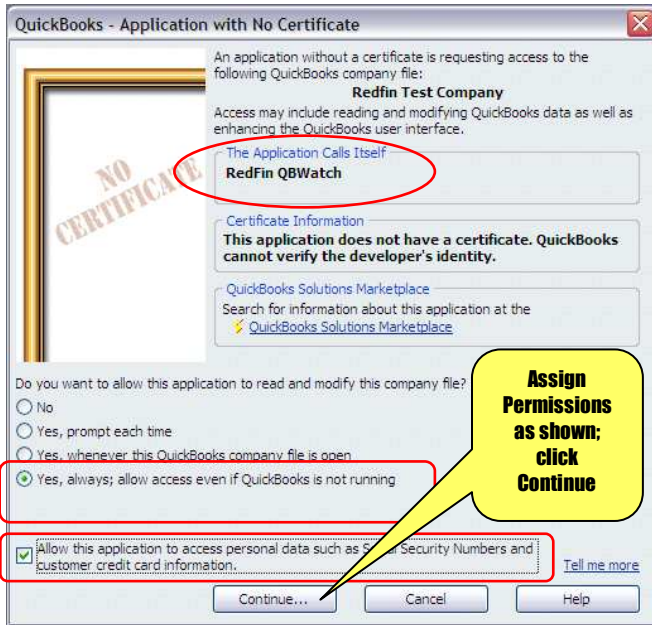 QuickBooks - Application with No Certificate
An application without a certificate is requesting access to the
following QuickBooks company file:
Redfin Test Company
Access may include reading and modifying QuickBooks data as well as
enhancing the QuickBooks user interface.
NO
CERTIFICATE
The Application Calls Itself
RedFin QBWatch
Certificate Information
This application does not have a certificate. QuickBooks
cannot verify the developer's identity.
QuickBooks Solutions Marketplace
Search for information about this application at the
QuickBooks Solutions Marketplace
Do you want to allow this application to read and modify this company file?
No
Yes, prompt each time
Yes, whenever this QuickBooks company file is open
Yes, always; allow access even if QuickBooks is not running
Assign
Permissions
as shown;
click
Continue
Allow this application to access personal data such as Social Security Numbers and
customer credit card information.
Tell me more
Continue...
Cancel
Help